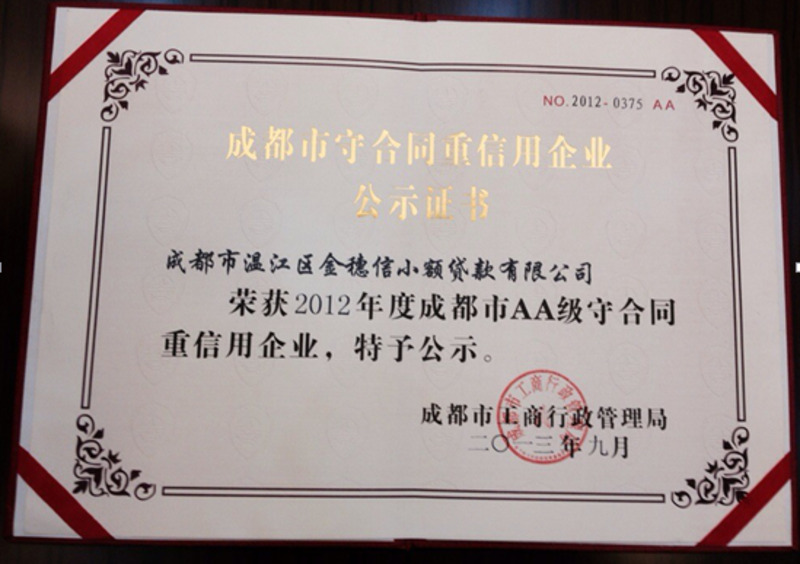 NO.2012-0375 AA
成都市守合同重信用企业
公示证书
成都市温江区金穗信小额贷款有限公司
荣获2012年度成都市AA级守合同
重信用企业，特予公示。
成都市工商行政管理局
二〇一三年九月